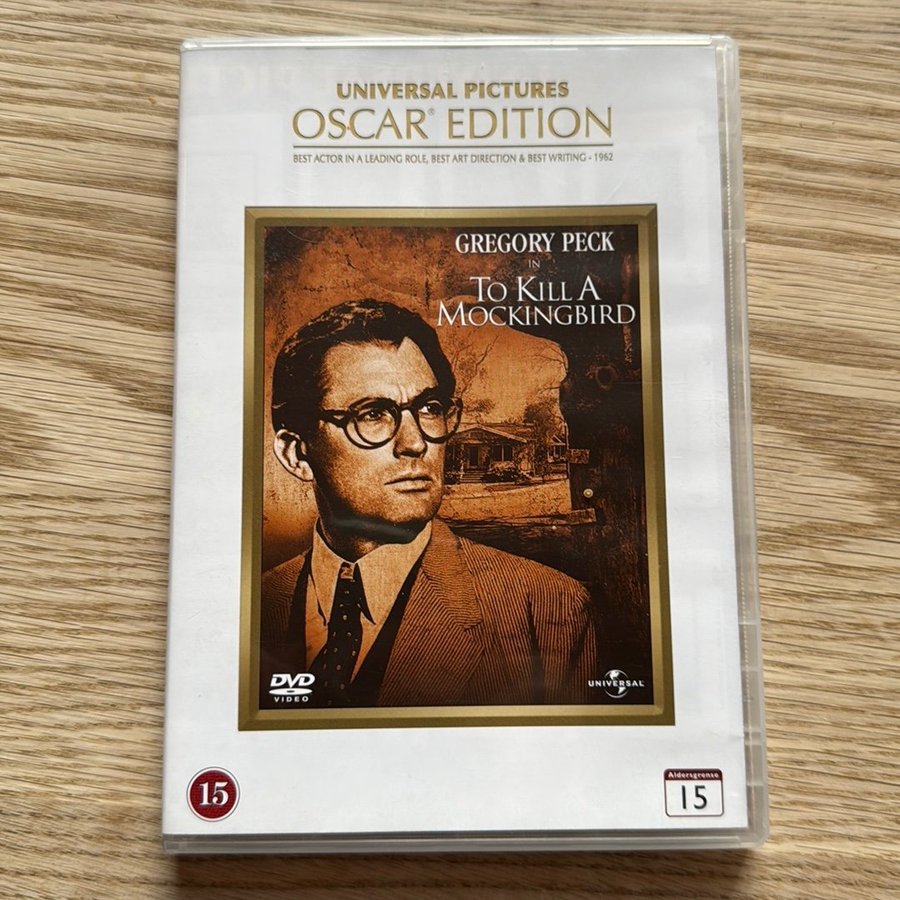 UNIVERSAL PICTURES
OSCAR® EDITION
BEST ACTOR IN A LEADING ROLE, BEST ART DIRECTION & BEST WRITING - 1962
GREGORY PECK
IN
TO KILL A
MOCKINGBIRD
DVD
VIDEO
UNIVERSAL
15
Aldersgrense
15